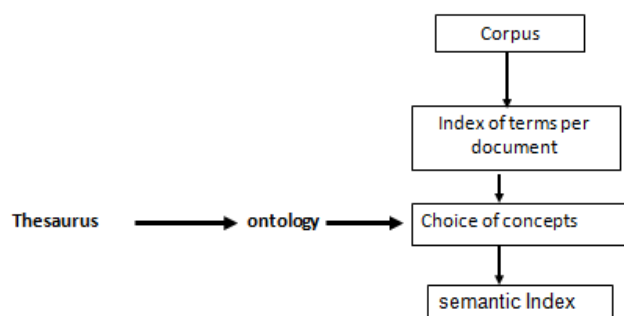 Corpus
Index of terms per
document
Thesaurus
ontology
Choice of concepts
semantic Index